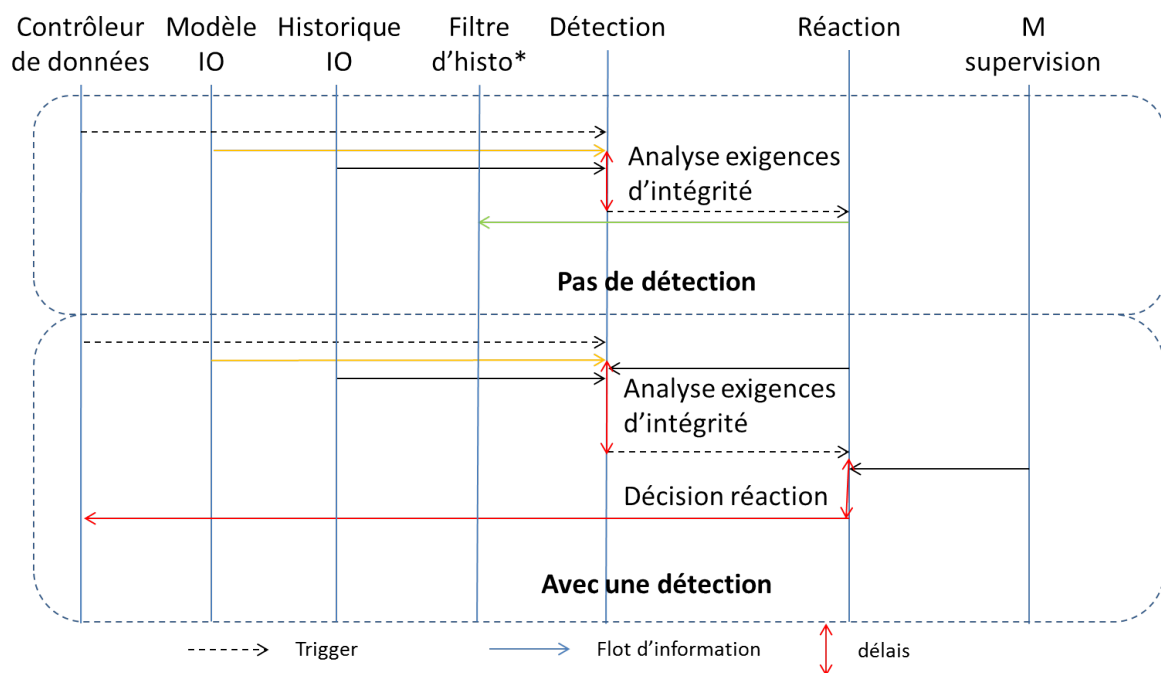 Contrôleur
de données
Modèle
IO
Historique
IO
Filtre
d’histo*
Détection
Réaction
M
supervision
Analyse exigences
d’intégrité
Pas de détection
Analyse exigences
d’intégrité
Décision réaction
Avec une détection
Trigger
Flot d’information
délais